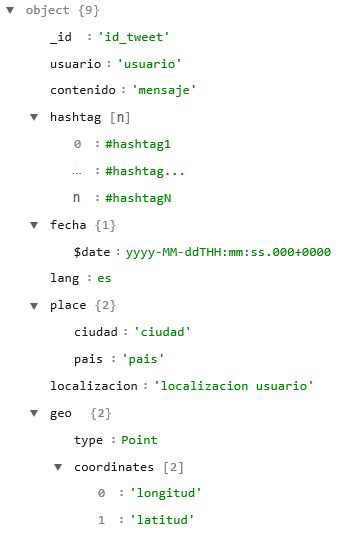 object {9}
_id : 'id_tweet'
usuario : 'usuario'
contenido : 'mensaje'
hashtag [n]
0 : #hashtag1
... : #hashtag...
n : #hashtagN
fecha {1}
$date : yyyy-MM-ddTHH:mm:ss.000+0000
lang : es
place {2}
ciudad : 'ciudad'
pais : 'pais'
localizacion : 'localizacion usuario'
geo {2}
type : Point
coordinates [2]
0 : 'longitud'
1 : 'latitud'